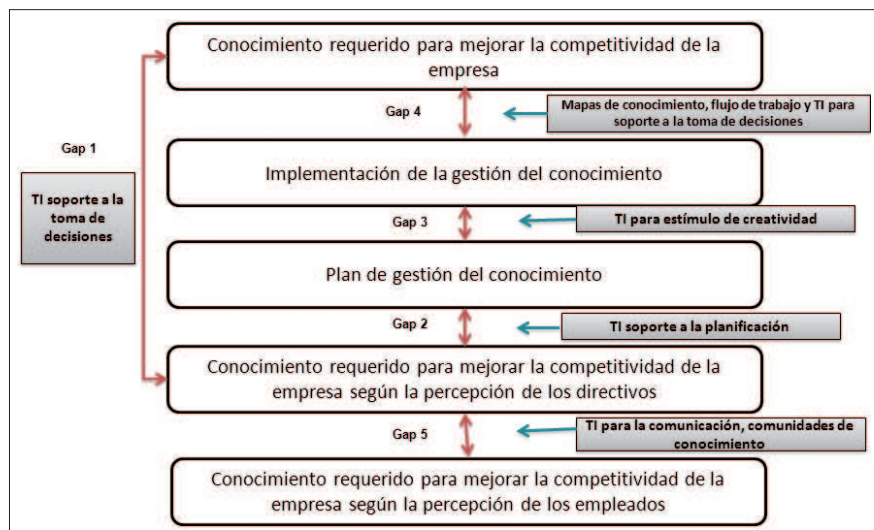 Conocimiento requerido para mejorar la competitividad de la
empresa
Gap 4
Mapas de conocimiento, flujo de trabajo y TI para
soporte a la toma de decisiones
Gap 1
TI soporte a la
toma de
decisiones
Implementación de la gestión del conocimiento
Gap 3
TI para estímulo de creatividad
Plan de gestión del conocimiento
Gap 2
TI soporte a la planificación
Conocimiento requerido para mejorar la competitividad de la
empresa según la percepción de los directivos
Gap 5
TI para la comunicación, comunidades de
conocimiento
Conocimiento requerido para mejorar la competitividad de la
empresa según la percepción de los empleados